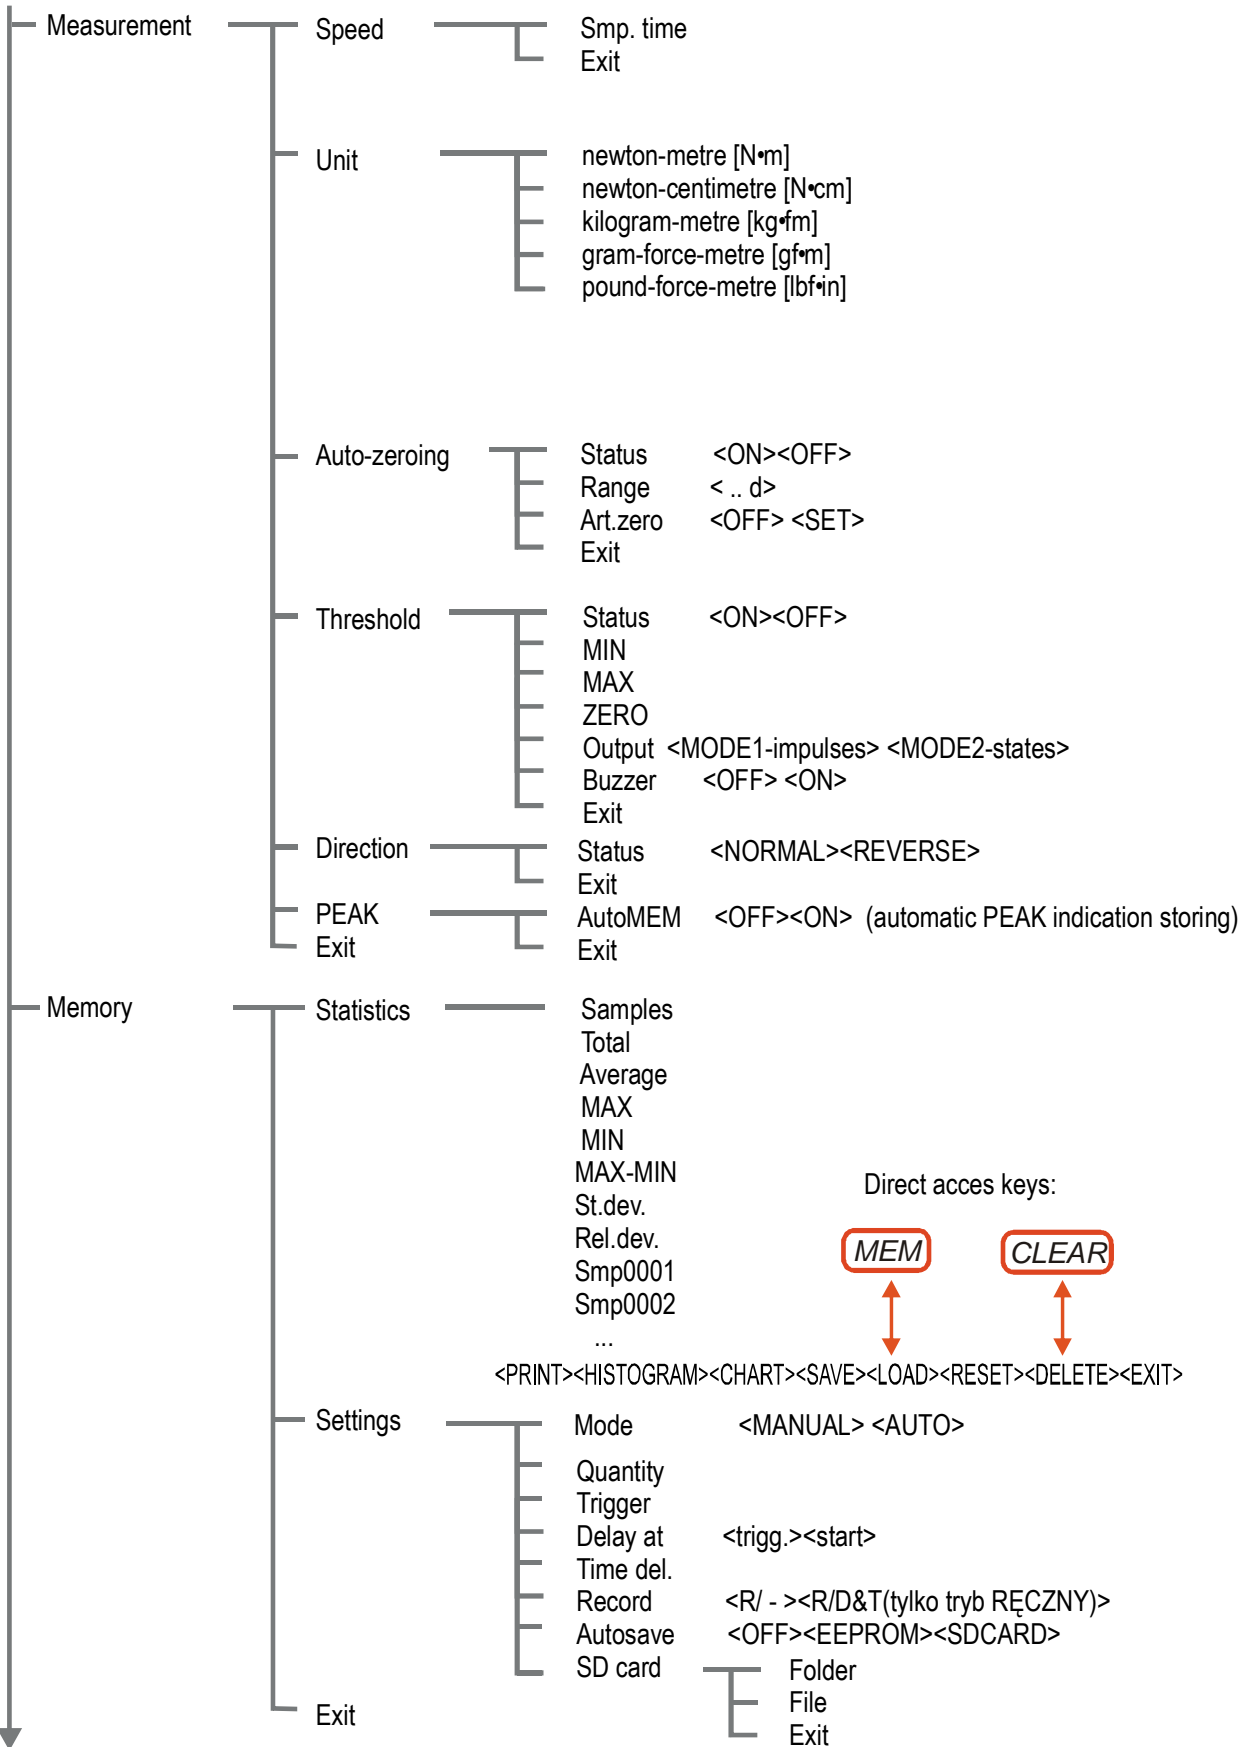 Measurement Speed Smp. time
Exit
Unit newton-metre [N•m]
newton-centimetre [N•cm]
kilogram-metre [kg•fm]
gram-force-metre [gf•m]
pound-force-metre [lbf•in]
Auto-zeroing Status <ON><OFF>
Range < .. d>
Art.zero <OFF> <SET>
Exit
Threshold Status <ON><OFF>
MIN
MAX
ZERO
Output <MODE1-impulses> <MODE2-states>
Buzzer <OFF> <ON>
Exit
Direction Status <NORMAL><REVERSE>
Exit
PEAK AutoMEM <OFF><ON> (automatic PEAK indication storing)
Exit Exit
Memory Statistics Samples
Total
Average
MAX
MIN
MAX-MIN
Direct acces keys:
St.dev.
Rel.dev.
MEM CLEAR
Smp0001
Smp0002
...
<PRINT><HISTOGRAM><CHART><SAVE><LOAD><RESET><DELETE><EXIT>
Settings Mode <MANUAL> <AUTO>
Quantity
Trigger
Delay at <trigg.><start>
Time del.
Record <R/ - ><R/D&T(tylko tryb RĘCZNY)>
Autosave <OFF><EEPROM><SDCARD>
SD card Folder
File
Exit Exit